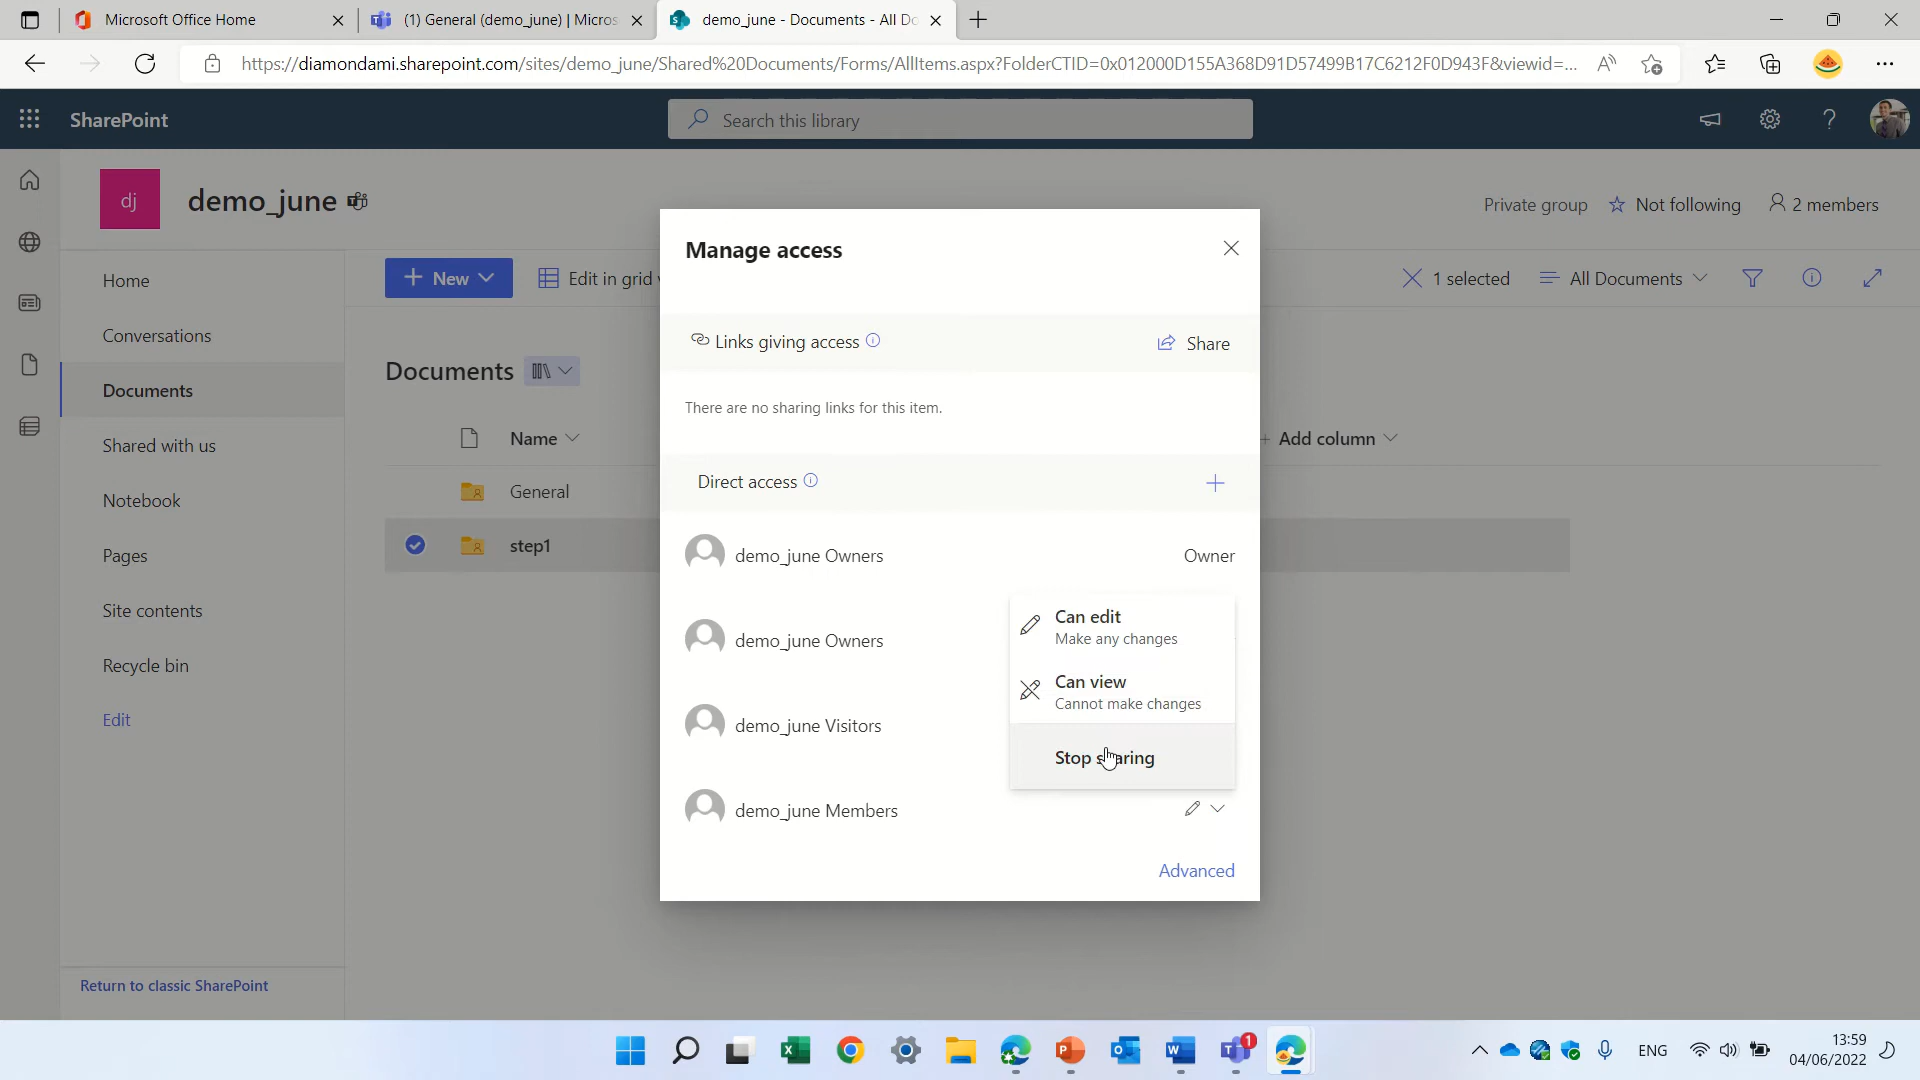 Microsoft Office Home
(1) General (demo_june) | Micros
demo_june - Documents - All Do
https://diamondami.sharepoint.com/sites/demo_june/Shared%20Documents/Forms/AllItems.aspx?FolderCTID=0x012000D155A368D91D57499B17C6212F0D943F&viewid=...
SharePoint
Search this library
dj
demo_june
Private group
Not following
2 members
Home
Conversations
Documents
Shared with us
Notebook
Pages
Site contents
Recycle bin
Edit
Return to classic SharePoint
New
Edit in grid
1 selected
All Documents
Documents
Name
Add column
General
step1
Manage access
Links giving access
Share
There are no sharing links for this item.
Direct access
demo_june Owners
Owner
demo_june Owners
demo_june Visitors
demo_june Members
Can edit
Make any changes
Can view
Cannot make changes
Stop sharing
Advanced
1
ENG
13:59
04/06/2022